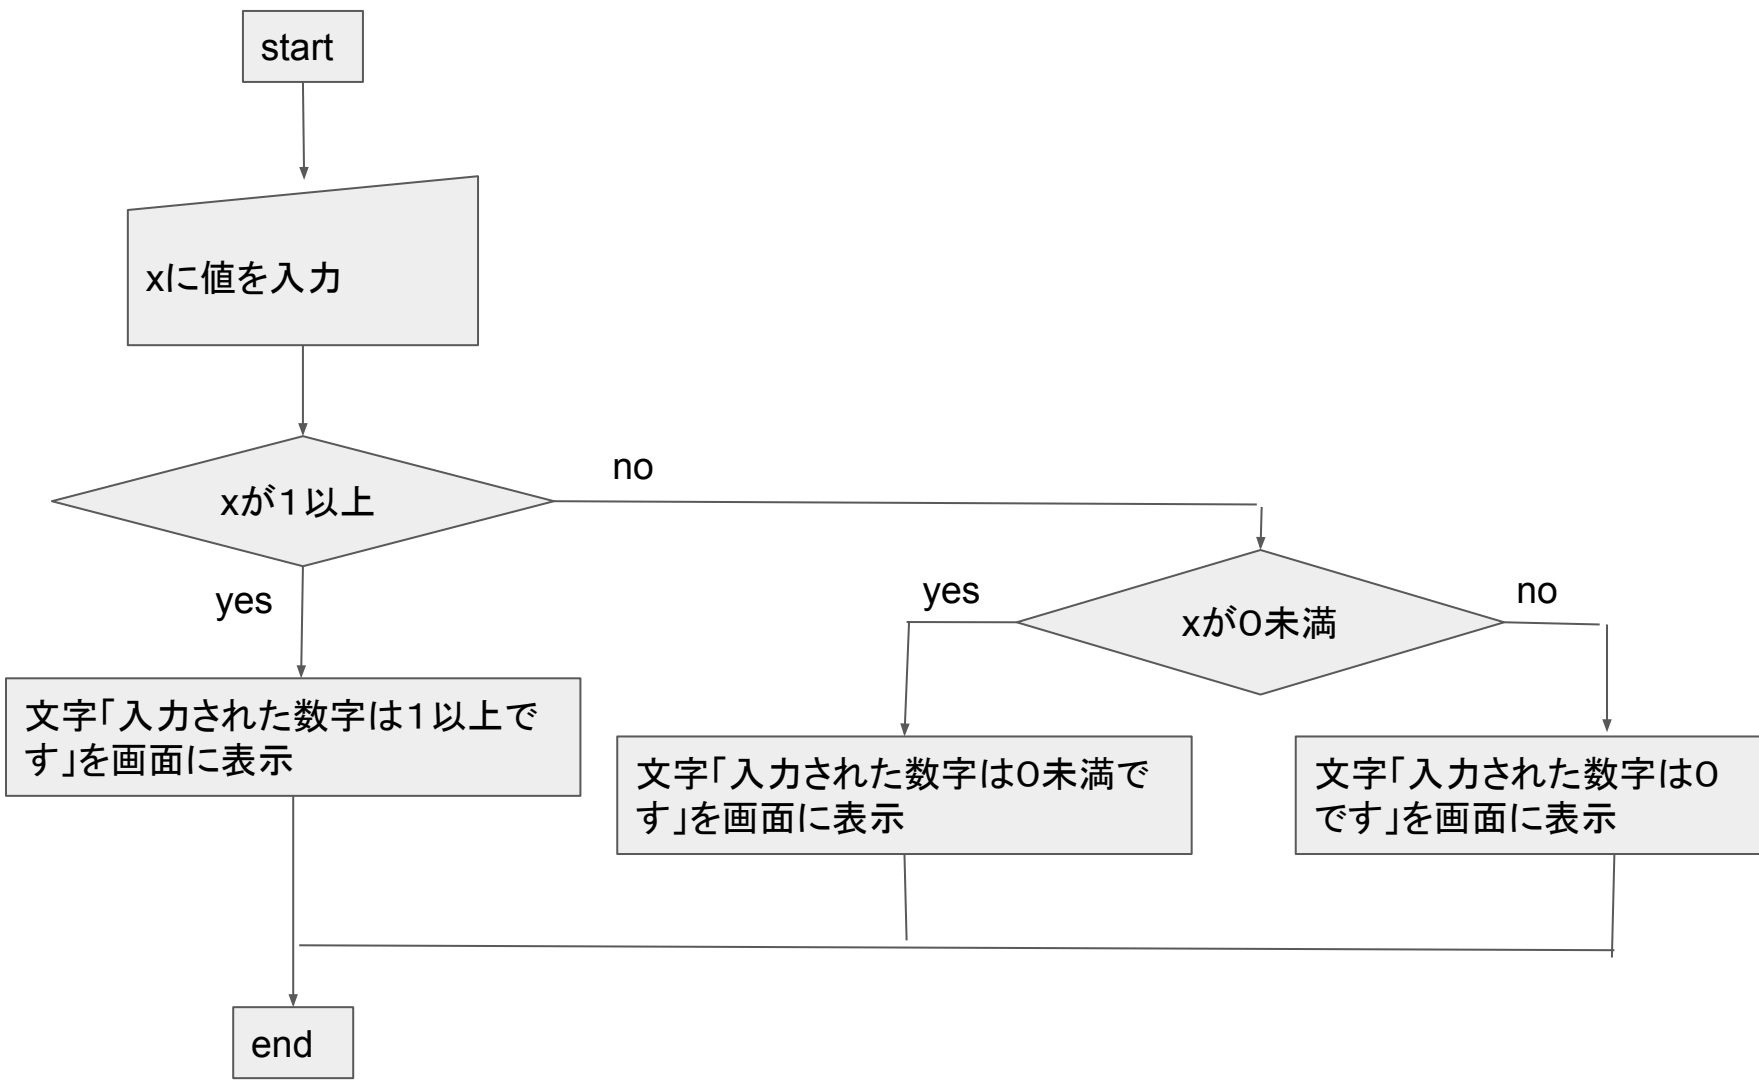 start
xに値を入力
xが1以上
no
yes
xが0未満
yes
no
文字「入力された数字は1以上で
す」を画面に表示
文字「入力された数字は0未満で
す」を画面に表示
文字「入力された数字は0
です」を画面に表示
end